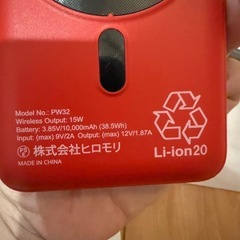 Model No: PW32
Wireless Output: 15W
Battery: 3.85V/10,000mAh (38.5Wh)
Input: (max) 9V/2A Output: (max) 12V/1.67A
株式会社ヒロモリ
MADE IN CHINA
Li-ion20